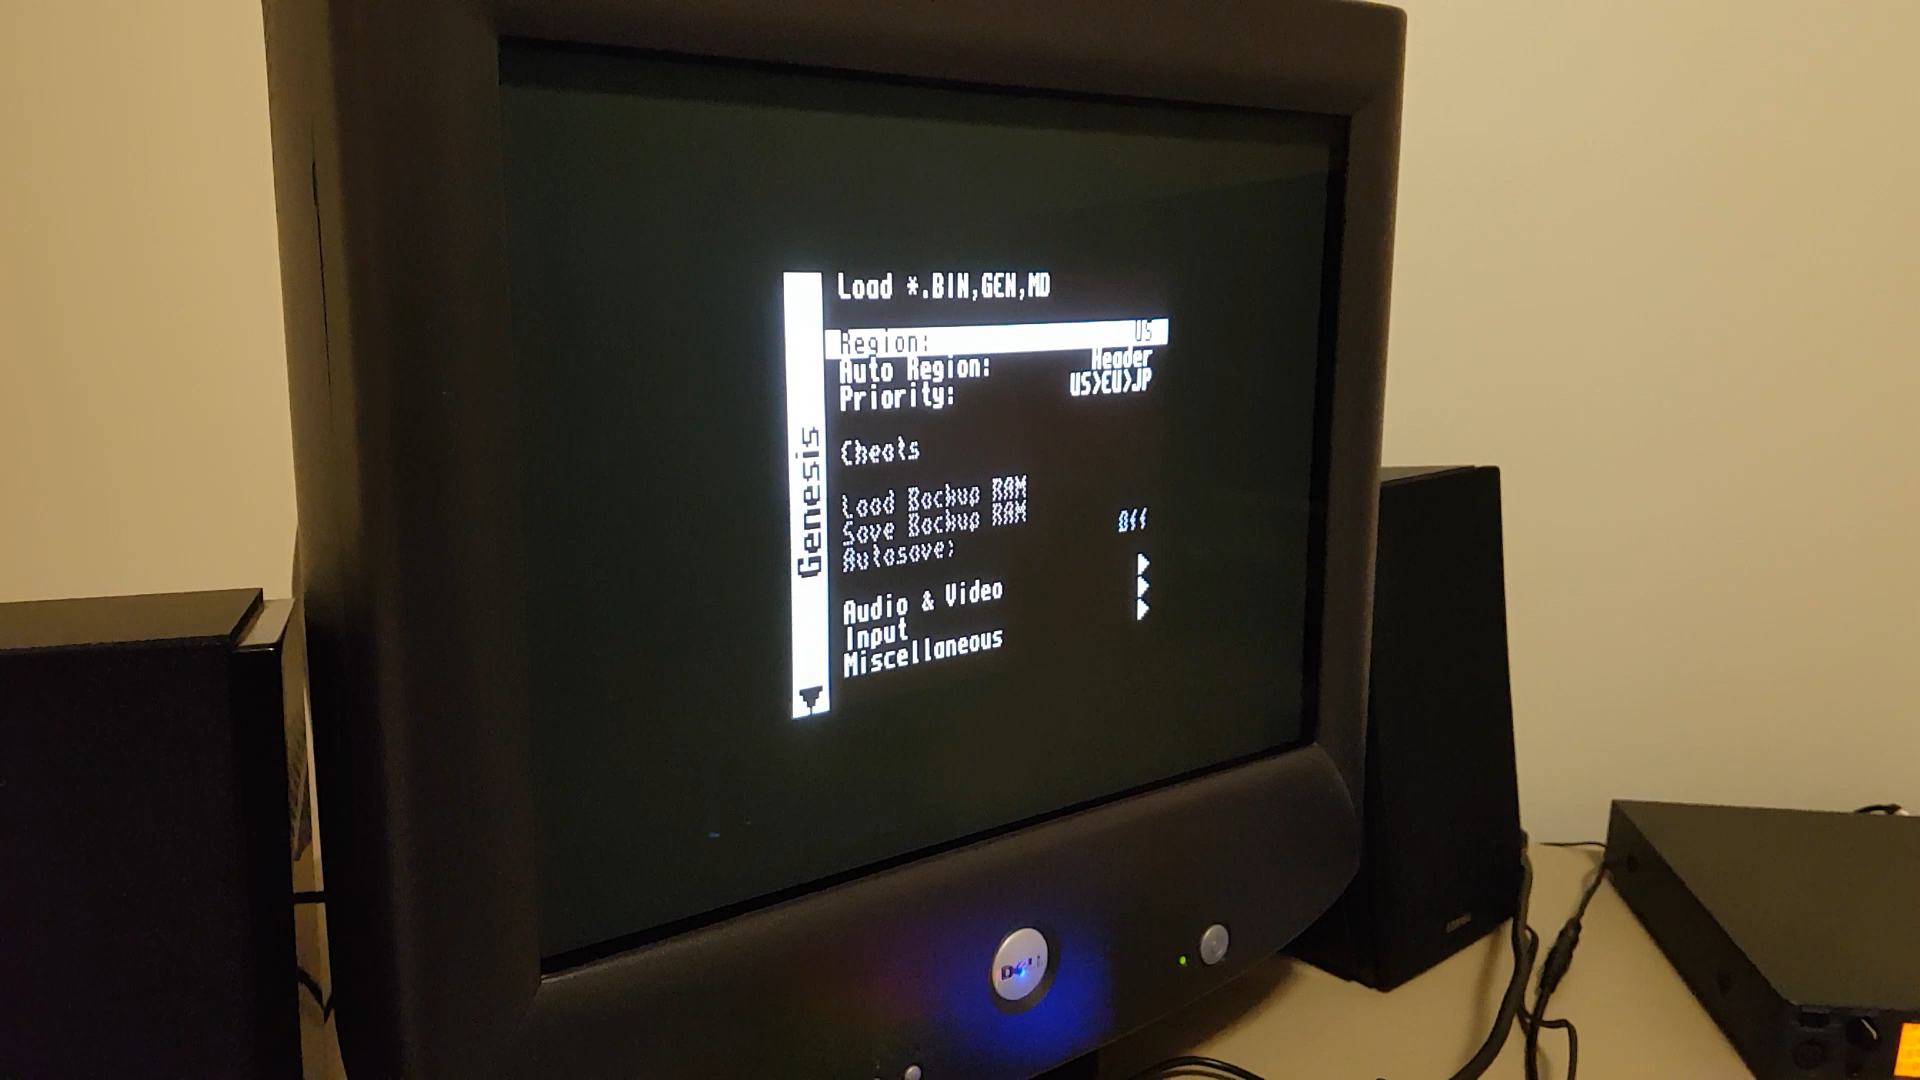 Load *.BIN,GEN,MD
Region: US
Auto Region: Header
Priority: US>EU>JP
Cheats
Load Backup RAM
Save Backup RAM
Autosave: Off
Audio & Video
Input
Miscellaneous
Genesis
DELL